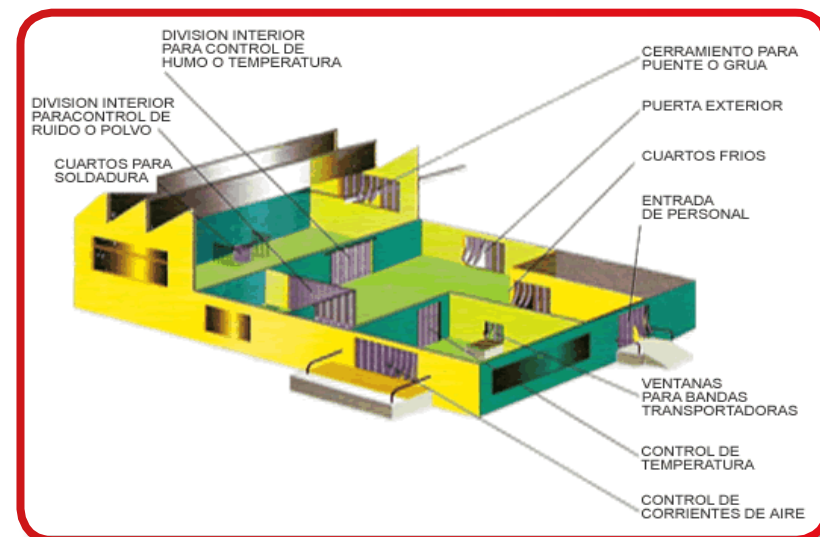 DIVISION INTERIOR
PARA CONTROL DE
HUMO O TEMPERATURA
DIVISION INTERIOR
PARACONTROL DE
RUIDO O POLVO
CUARTOS PARA
SOLDADURA
CERRAMIENTO PARA
PUENTE O GRUA
PUERTA EXTERIOR
CUARTOS FRIOS
ENTRADA
DE PERSONAL
VENTANAS
PARA BANDAS
TRANSPORTADORAS
CONTROL DE
TEMPERATURA
CONTROL DE
CORRIENTES DE AIRE